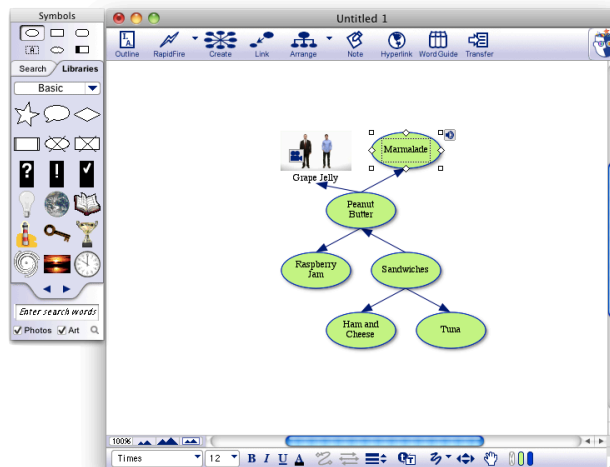 Symbols
A
Search
Libraries
Basic
?
!
Enter search words
Photos
Art
Untitled 1
Outline
RapidFire
Create
Link
Arrange
Note
Hyperlink
Word Guide
Transfer
Marmalade
Grape Jelly
Peanut
Butter
Raspberry
Jam
Sandwiches
Ham and
Cheese
Tuna
100%
Times
12
B I U A